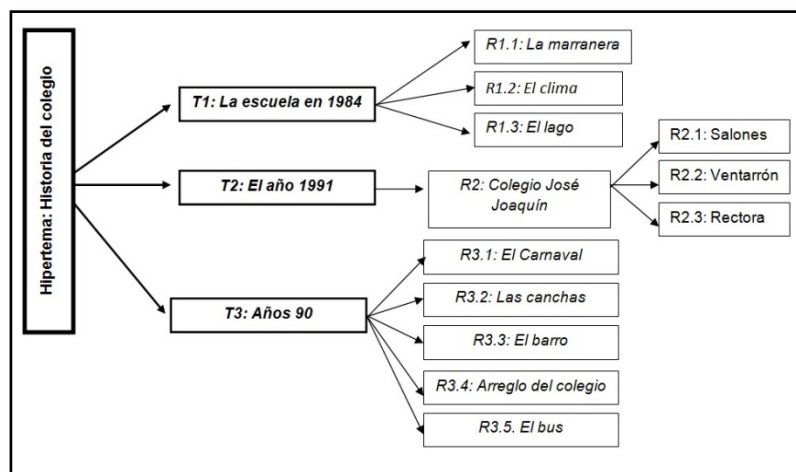 Hipertema: Historia del colegio
T1: La escuela en 1984
R1.1: La marranera
R1.2: El clima
R1.3: El lago
T2: El año 1991
R2: Colegio José
Joaquín
R2.1: Salones
R2.2: Ventarrón
R2.3: Rectora
T3: Años 90
R3.1: El Carnaval
R3.2: Las canchas
R3.3: El barro
R3.4: Arreglo del colegio
R3.5. El bus